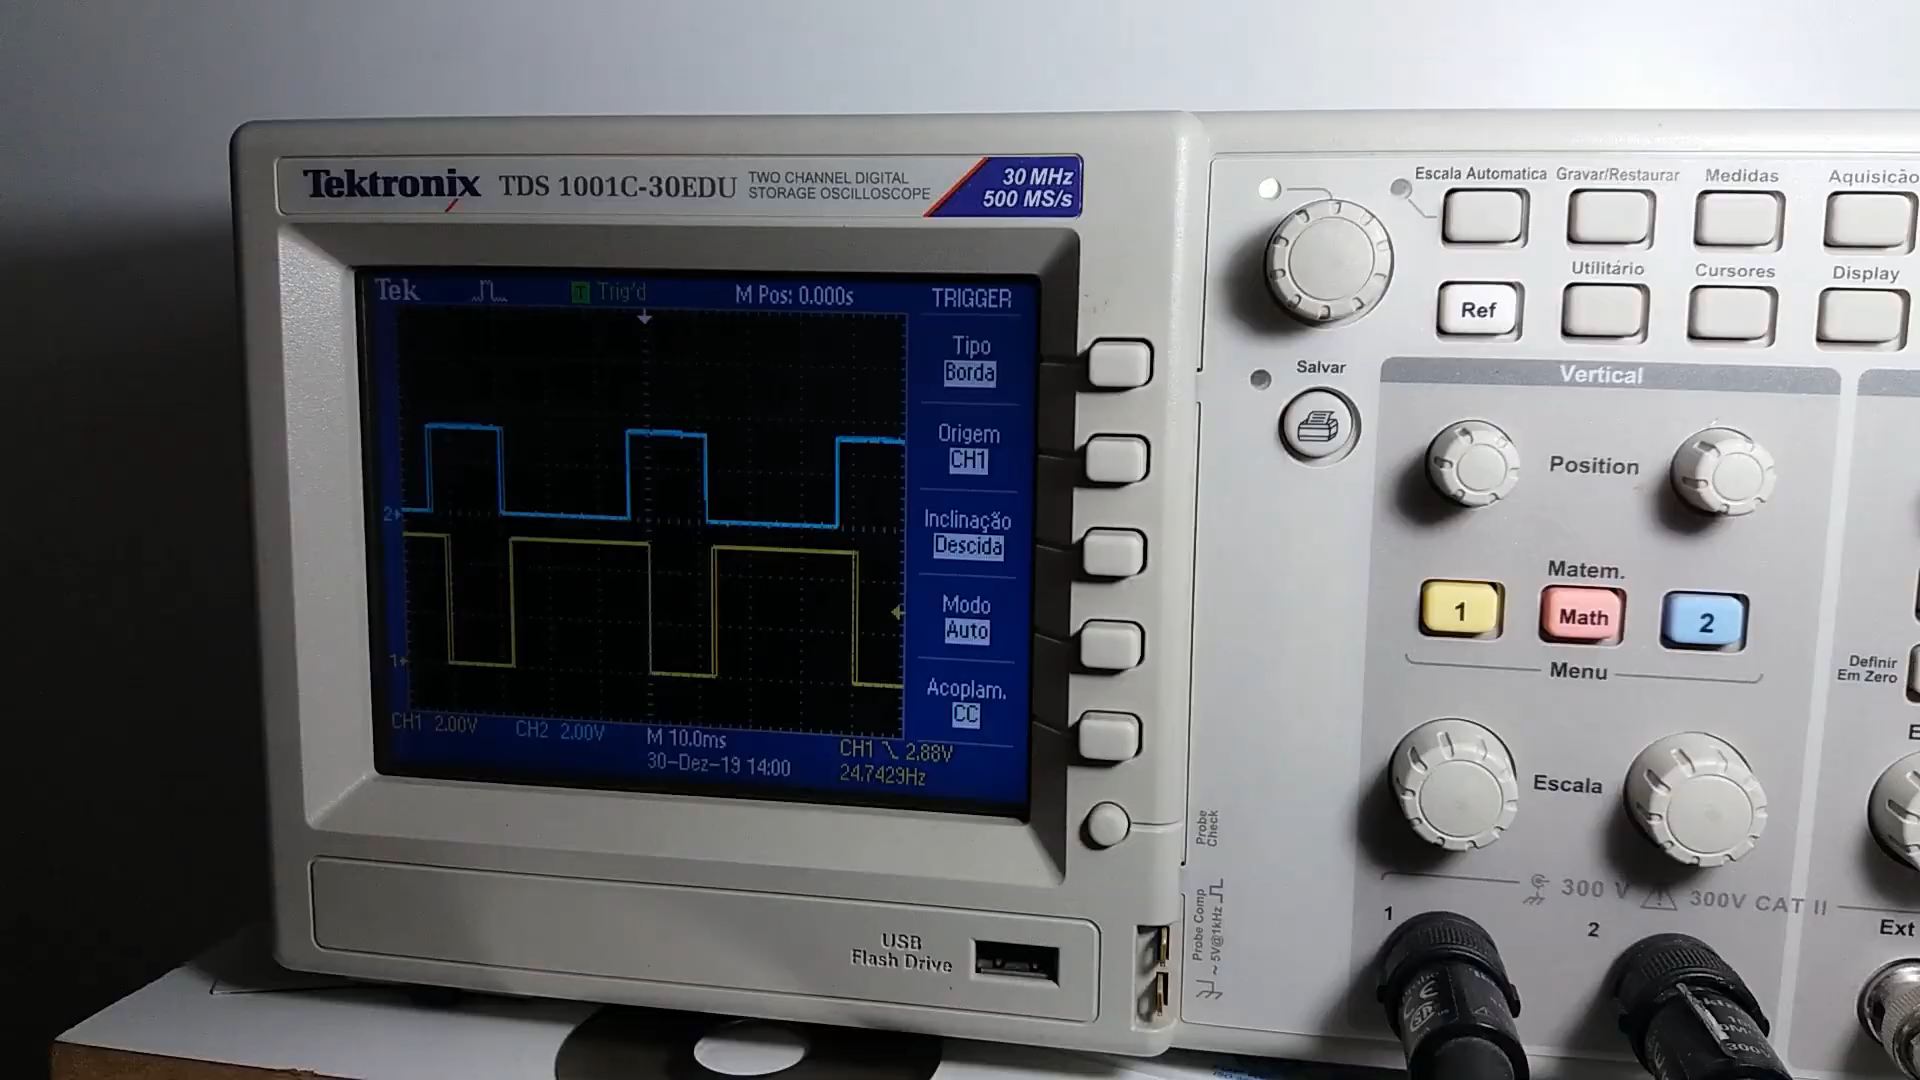 Tektronix TDS 1001C-30EDU TWO CHANNEL DIGITAL STORAGE OSCILLOSCOPE
30 MHz
500 MS/s
Tek T Trig'd M Pos: 0.000s TRIGGER
Tipo
Borda
Origem
CH1
Inclinação
Descida
Modo
Auto
Acoplam.
CC
2
1
CH1 2.00V CH2 2.00V M 10.0ms CH1 2.88V
30-Dez-19 14:00 24.7429Hz
USB
Flash Drive
Escala Automatica Gravar/Restaurar Medidas Aquisicão
Ref Utilitário Cursores Display
Salvar
Vertical
Position
Matem.
1 Math 2
Menu
Definir
Em Zero
Escala
Probe
Check
Probe Comp
~ 5V@1kHz
300 V 300V CAT II
1 2 Ext
300V